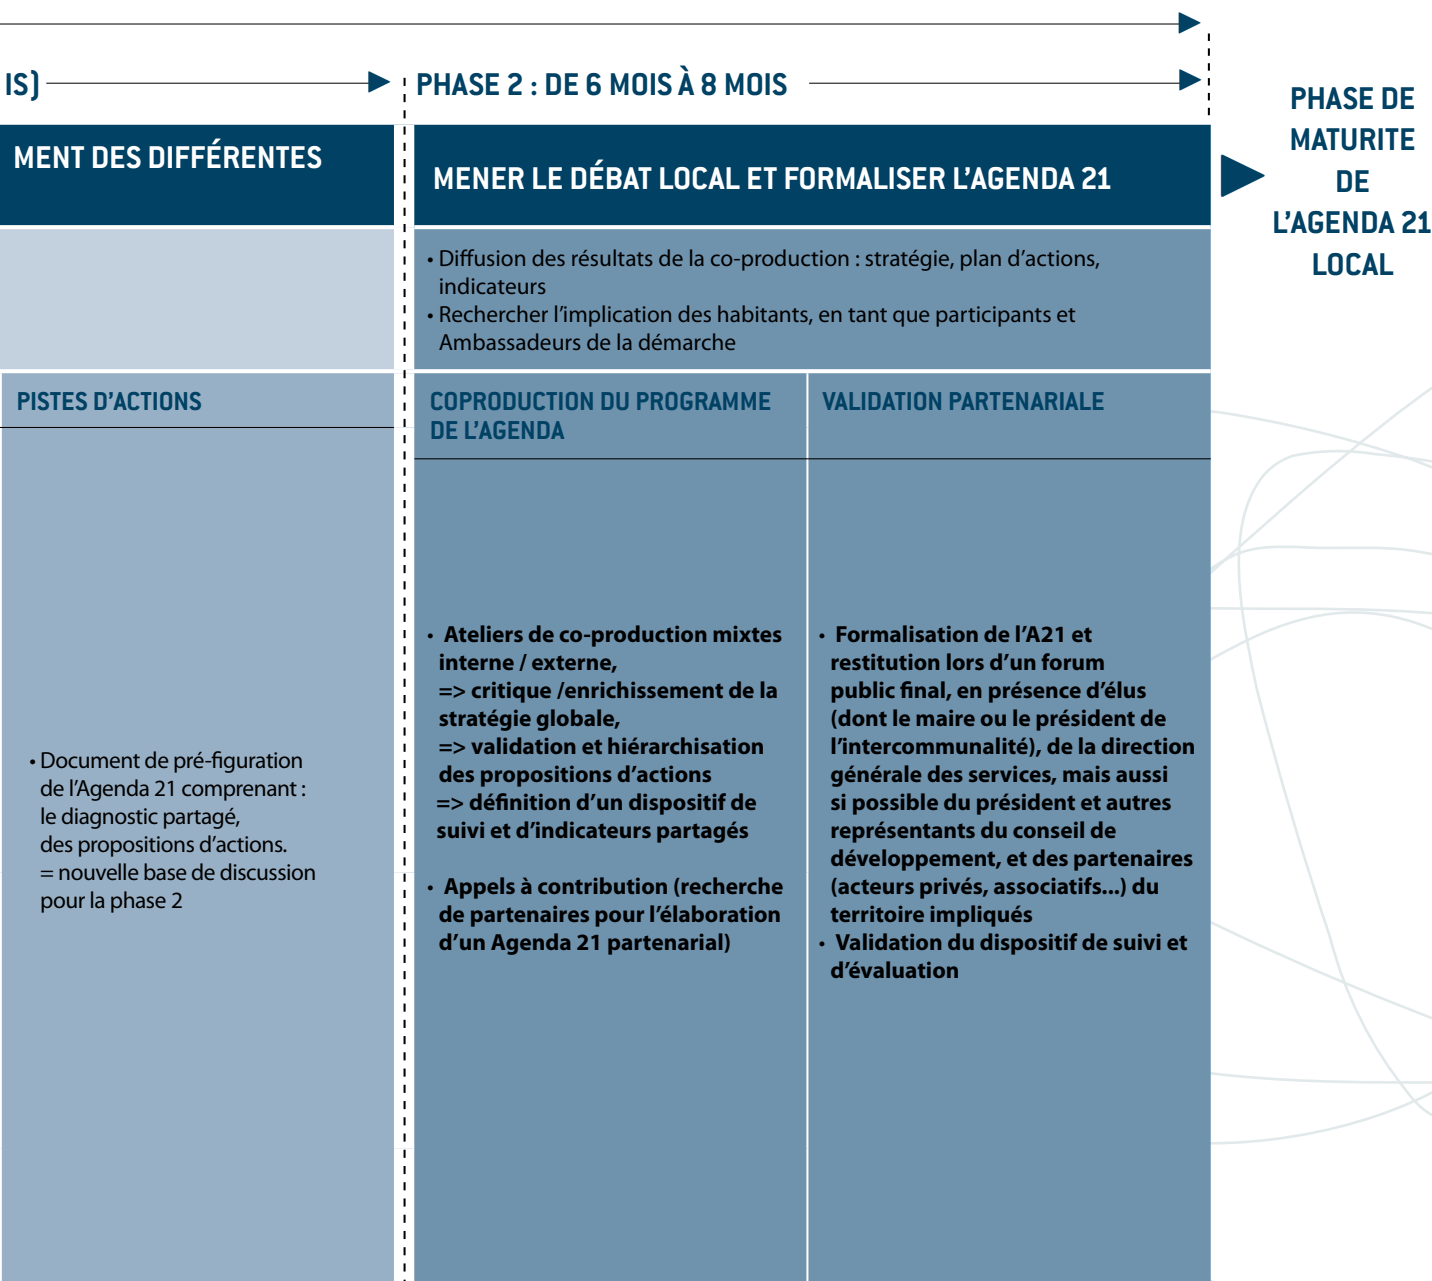 IS)
MENT DES DIFFÉRENTES
PISTES D'ACTIONS
• Document de pré-figuration
de l'Agenda 21 comprenant :
le diagnostic partagé,
des propositions d'actions.
= nouvelle base de discussion
pour la phase 2
PHASE 2 : DE 6 MOIS À 8 MOIS
MENER LE DÉBAT LOCAL ET FORMALISER L'AGENDA 21
• Diffusion des résultats de la co-production : stratégie, plan d'actions,
indicateurs
• Rechercher l'implication des habitants, en tant que participants et
Ambassadeurs de la démarche
COPRODUCTION DU PROGRAMME
DE L'AGENDA
• Ateliers de co-production mixtes
interne / externe,
=> critique /enrichissement de la
stratégie globale,
=> validation et hiérarchisation
des propositions d'actions
=> définition d'un dispositif de
suivi et d'indicateurs partagés
• Appels à contribution (recherche
de partenaires pour l'élaboration
d'un Agenda 21 partenarial)
VALIDATION PARTENARIALE
• Formalisation de l'A21 et
restitution lors d'un forum
public final, en présence d'élus
(dont le maire ou le président de
l'intercommunalité), de la direction
générale des services, mais aussi
si possible du président et autres
représentants du conseil de
développement, et des partenaires
(acteurs privés, associatifs...) du
territoire impliqués
• Validation du dispositif de suivi et
d'évaluation
PHASE DE
MATURITE
DE
L'AGENDA 21
LOCAL